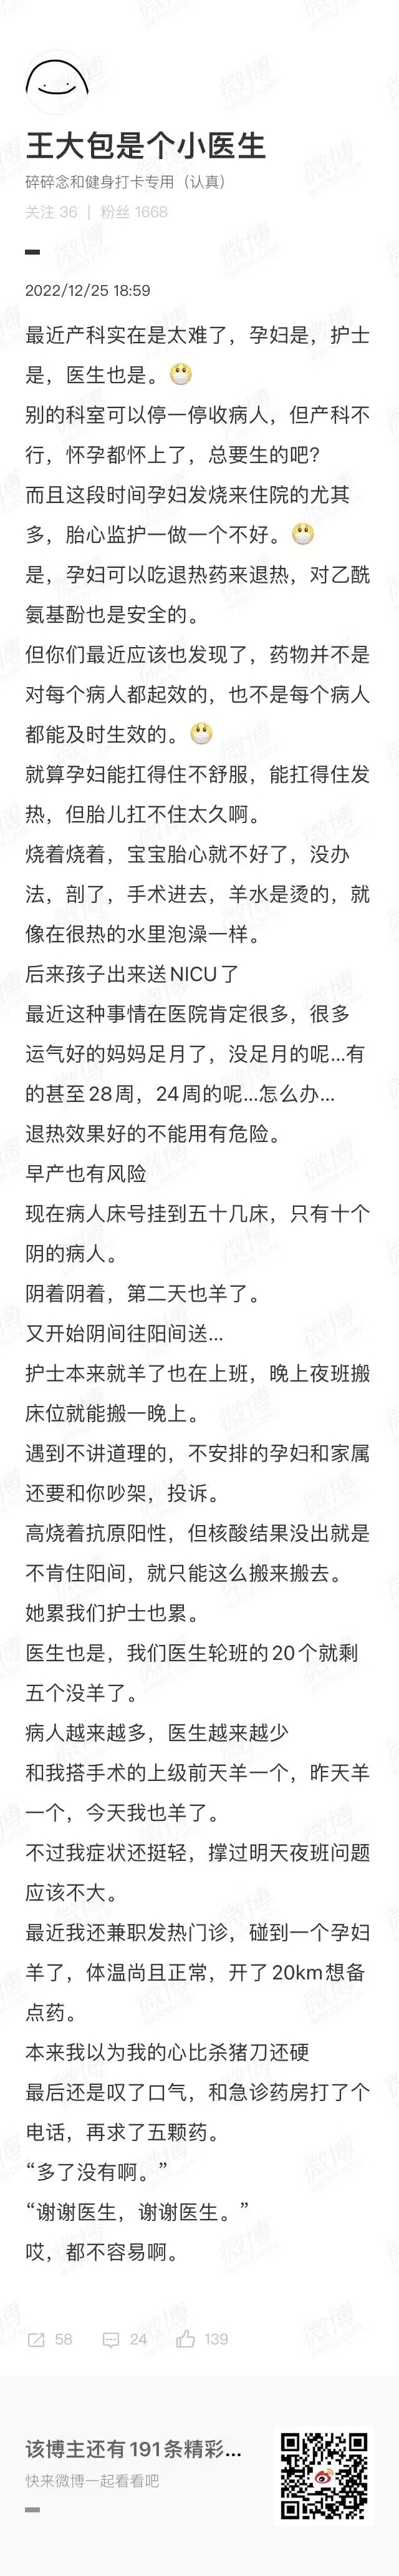 王大包是个小医生
碎碎念和健身打卡专用（认真）
关注 36 | 粉丝 1668
2022/12/25 18:59
最近产科实在是太难了，孕妇是，护士
是，医生也是。😷
别的科室可以停一停收病人，但产科不
行，怀孕都怀上了，总要生的吧?
而且这段时间孕妇发烧来住院的尤其
多，胎心监护一做一个不好。😷
是，孕妇可以吃退热药来退热，对乙酰
氨基酚也是安全的。
但你们最近应该也发现了，药物并不是
对每个病人都起效的，也不是每个病人
都能及时生效的。😷
就算孕妇能扛得住不舒服，能扛得住发
热，但胎儿扛不住太久啊。
烧着烧着，宝宝胎心就不好了，没办
法，剖了，手术进去，羊水是烫的，就
像在很热的水里泡澡一样。
后来孩子出来送NICU了
最近这种事情在医院肯定很多，很多
运气好的妈妈足月了，没足月的呢...有
的甚至28周，24周的呢...怎么办...
退热效果好的不能用有危险。
早产也有风险
现在病人床号挂到五十几床，只有十个
阴的病人。
阴着阴着，第二天也羊了。
又开始阴间往阳间送...
护士本来就羊了也在上班，晚上夜班搬
床位就能搬一晚上。
遇到不讲道理的，不安排的孕妇和家属
还要和你吵架，投诉。
高烧着抗原阳性，但核酸结果没出就是
不肯住阳间，就只能这么搬来搬去。
她累我们护士也累。
医生也是，我们医生轮班的20个就剩
五个没羊了。
病人越来越多，医生越来越少
和我搭手术的上级前天羊一个，昨天羊
一个，今天我也羊了。
不过我症状还挺轻，撑过明天夜班问题
应该不大。
最近我还兼职发热门诊，碰到一个孕妇
羊了，体温尚且正常，开了20km想备
点药。
本来我以为我的心比杀猪刀还硬
最后还是叹了口气，和急诊药房打了个
电话，再求了五颗药。
“多了没有啊。”
“谢谢医生，谢谢医生。”
哎，都不容易啊。
58 24 139
该博主还有191条精彩...
快来微博一起看看吧